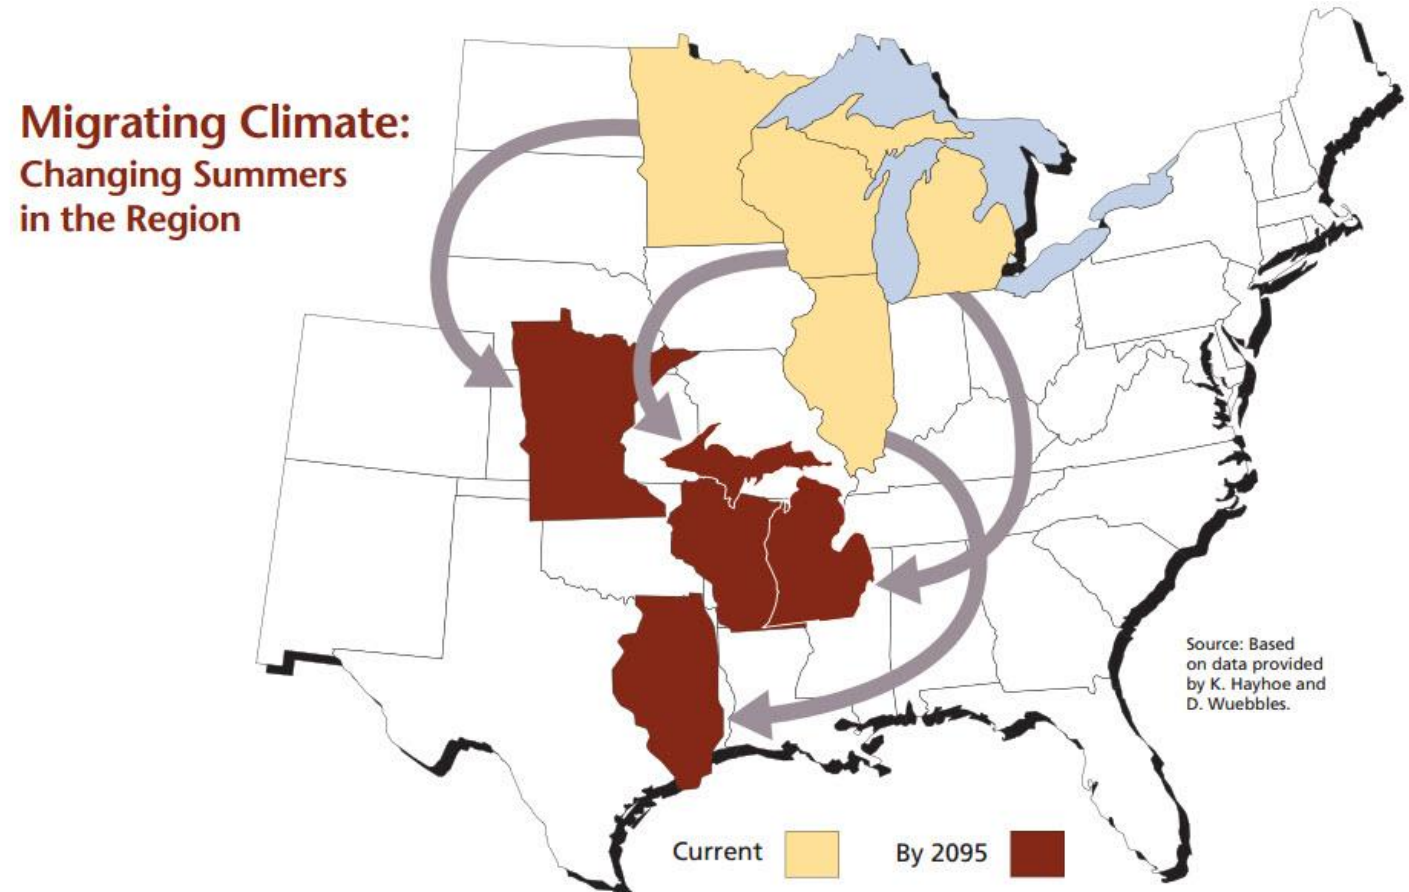 Migrating Climate:
Changing Summers
in the Region
Source: Based
on data provided
by K. Hayhoe and
D. Wuebbles.
Current
By 2095